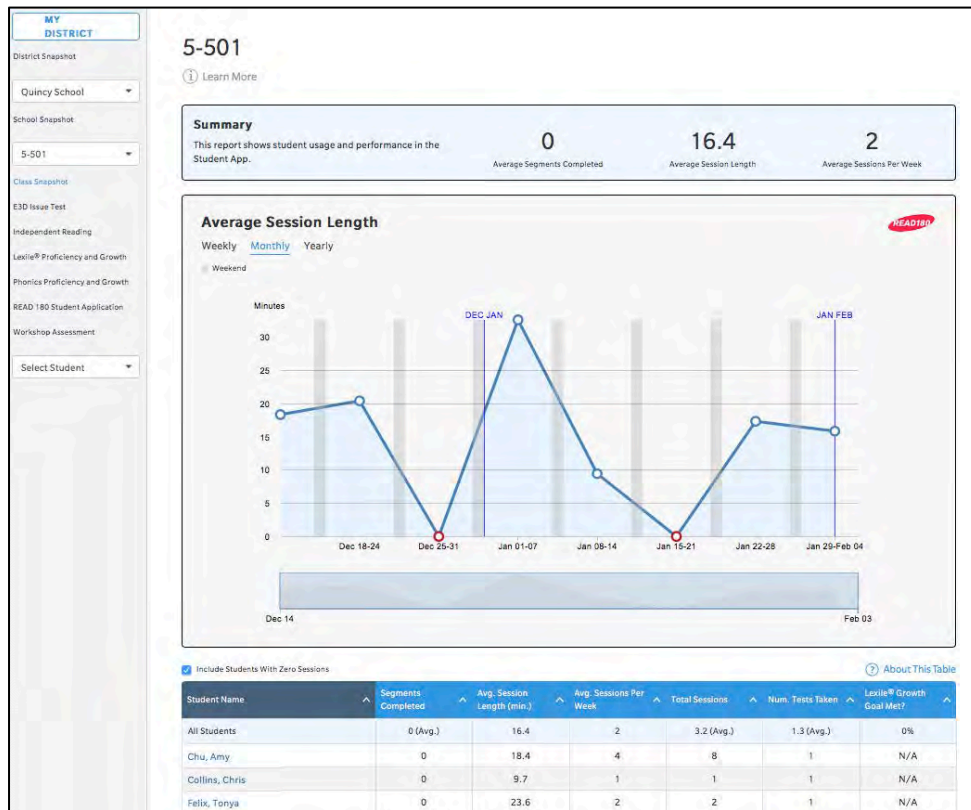 MY
DISTRICT
District Snapshot
Quincy School
School Snapshot
5-501
Class Snapshot
E3D Issue Test
Independent Reading
Lexile® Proficiency and Growth
Phonics Proficiency and Growth
READ 180 Student Application
Workshop Assessment
Select Student
5-501
Learn More
Summary
This report shows student usage and performance in the
Student App.
0
Average Segments Completed
16.4
Average Session Length
2
Average Sessions Per Week
Average Session Length
READ180
Weekly Monthly Yearly
Weekend
Minutes
DEC JAN
JAN FEB
30
25
20
15
10
5
0
Dec 18-24 Dec 25-31 Jan 01-07 Jan 08-14 Jan 15-21 Jan 22-28 Jan 29-Feb 04
Dec 14 Feb 03
Include Students With Zero Sessions
? About This Table
Student Name Segments Completed Avg. Session Length (min.) Avg. Sessions Per Week Total Sessions Num. Tests Taken Lexile® Growth Goal Met?
All Students 0 (Avg.) 16.4 2 3.2 (Avg.) 1.3 (Avg.) 0%
Chu, Amy 0 18.4 4 8 1 N/A
Collins, Chris 0 9.7 1 1 1 N/A
Felix, Tonya 0 23.6 2 2 1 N/A